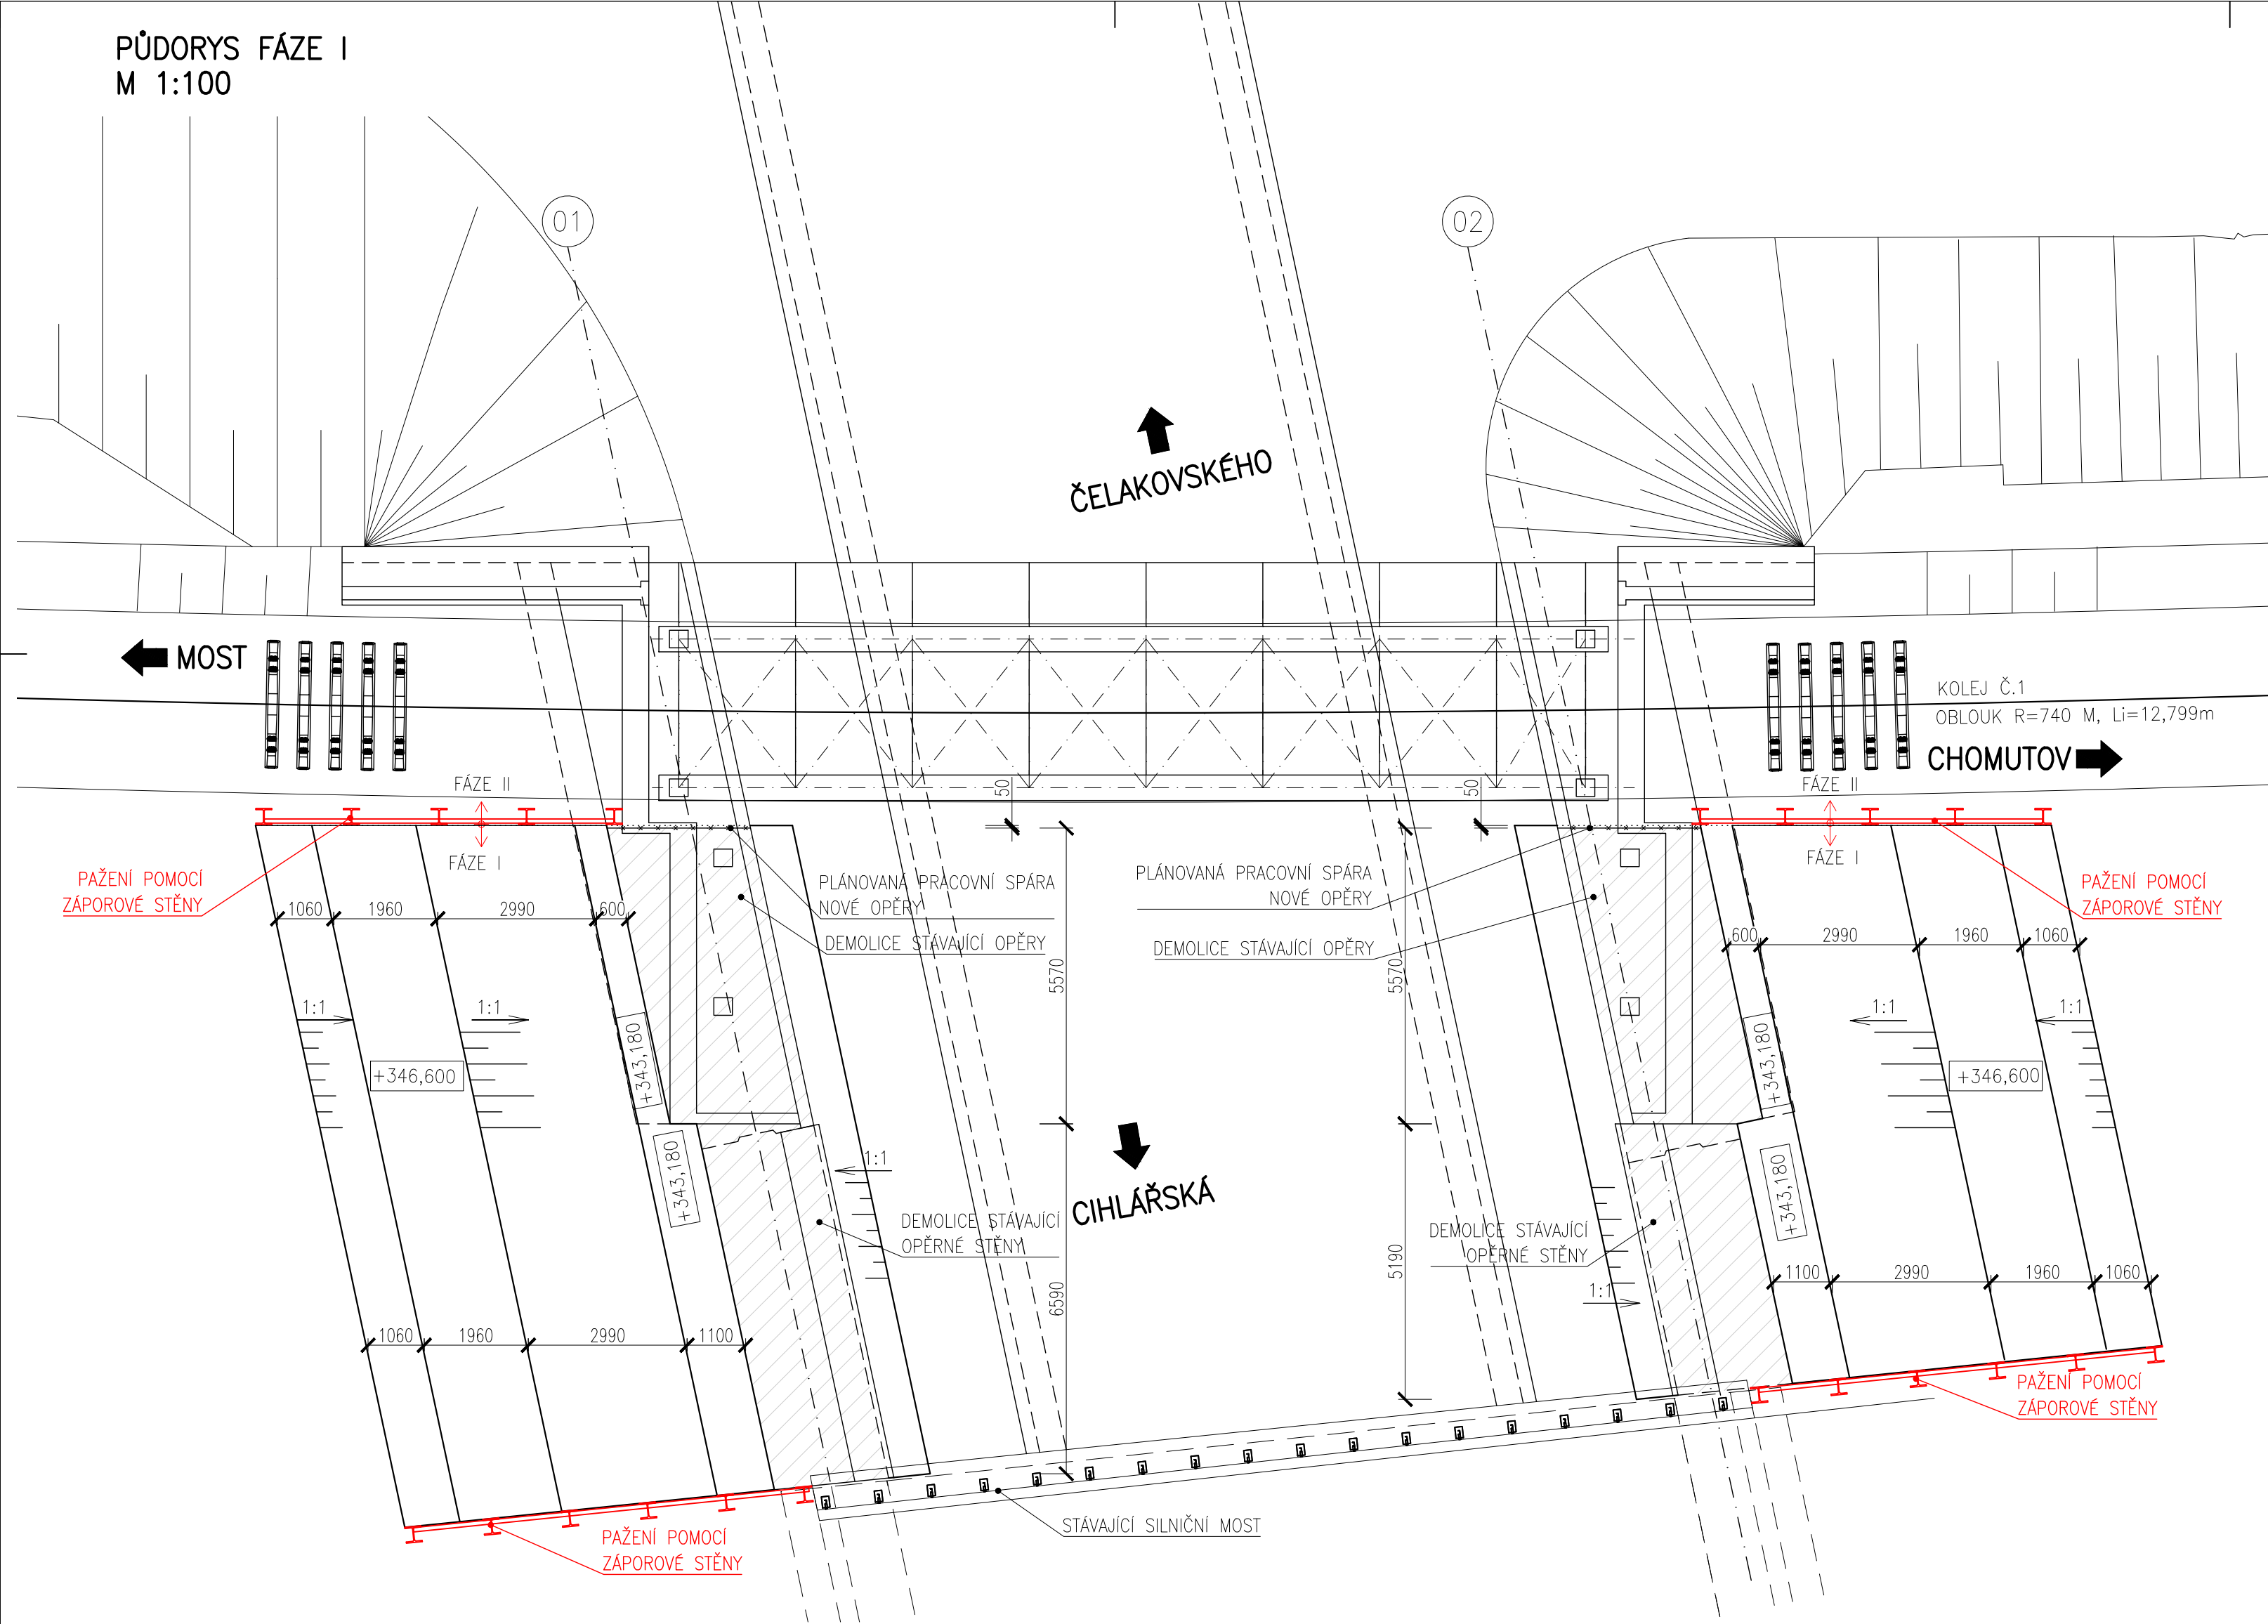 PŮDORYS FÁZE I
M 1:100
01
02
ČELAKOVSKÉHO
MOST
KOLEJ Č.1
OBLOUK R=740 M, Li=12,799m
CHOMUTOV
FÁZE II
FÁZE I
50
50
FÁZE II
FÁZE I
PAŽENÍ POMOCÍ
ZÁPOROVÉ STĚNY
PLÁNOVANÁ PRACOVNÍ SPÁRA
NOVÉ OPĚRY
DEMOLICE STÁVAJÍCÍ OPĚRY
PLÁNOVANÁ PRACOVNÍ SPÁRA
NOVÉ OPĚRY
DEMOLICE STÁVAJÍCÍ OPĚRY
PAŽENÍ POMOCÍ
ZÁPOROVÉ STĚNY
1060 1960 2990 600
600 2990 1960 1060
5570
5570
1:1 1:1
1:1 1:1
+346,600
+343,180
+343,180
+343,180
+346,600
+343,180
1:1
CIHLÁŘSKÁ
DEMOLICE STÁVAJÍCÍ
OPĚRNÉ STĚNY
DEMOLICE STÁVAJÍCÍ
OPĚRNÉ STĚNY
6590
5190
1:1
1100 2990 1960 1060
1060 1960 2990 1100
PAŽENÍ POMOCÍ
ZÁPOROVÉ STĚNY
STÁVAJÍCÍ SILNIČNÍ MOST
PAŽENÍ POMOCÍ
ZÁPOROVÉ STĚNY